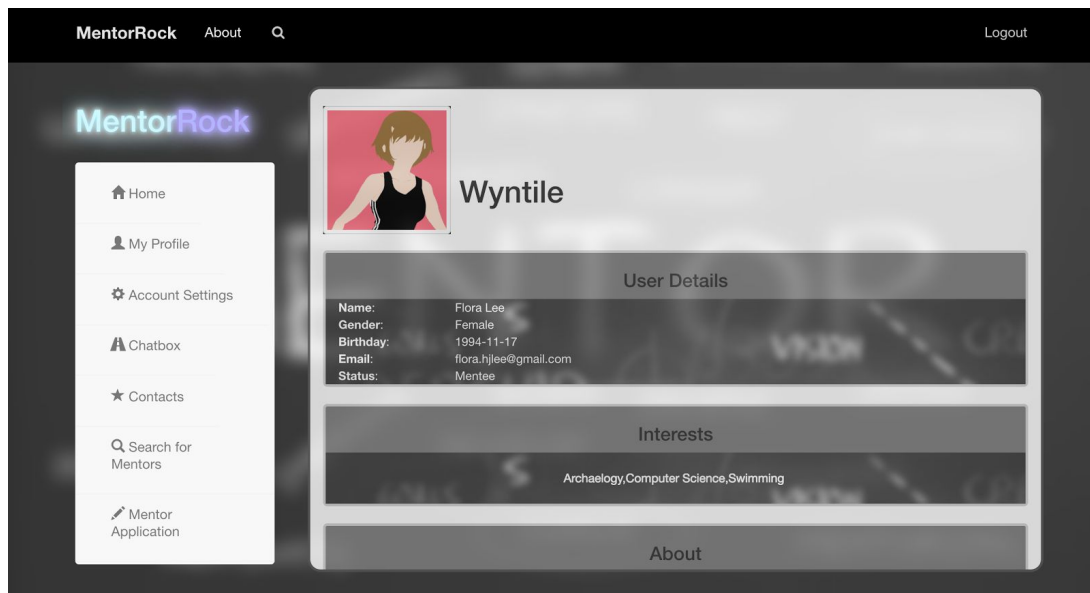 MentorRock About Logout
MentorRock
Home
My Profile
Account Settings
Chatbox
Contacts
Search for
Mentors
Mentor
Application
Wyntile
User Details
Name: Flora Lee
Gender: Female
Birthday: 1994-11-17
Email: flora.hjlee@gmail.com
Status: Mentee
Interests
Archaelogy,Computer Science,Swimming
About
ENTOR
VISION